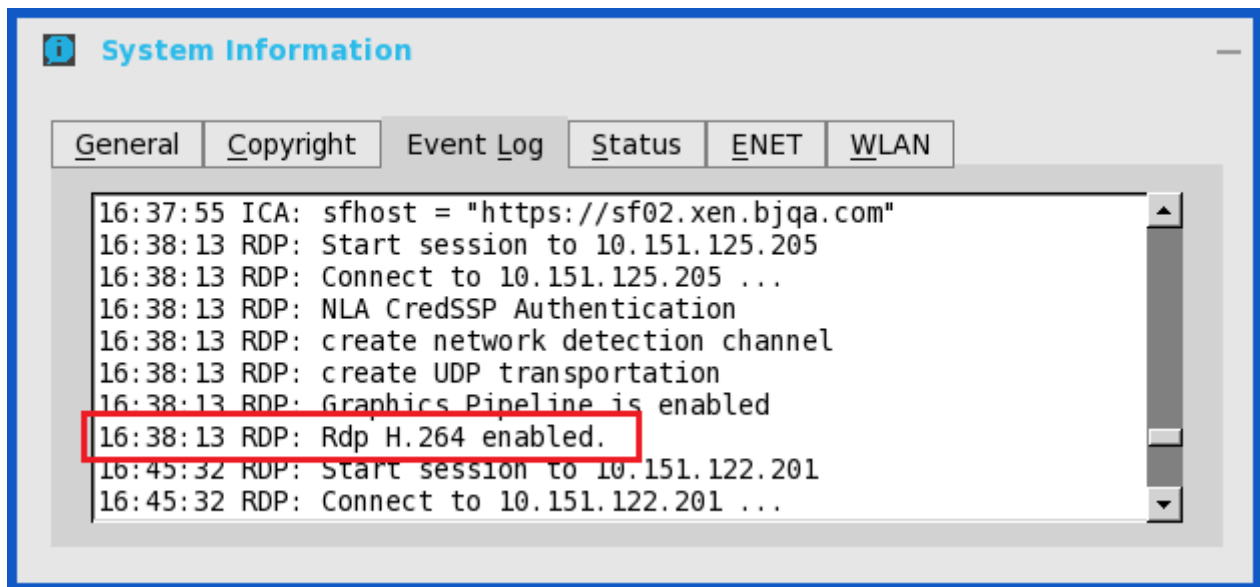 System Information
General Copyright Event Log Status ENET WLAN
16:37:55 ICA: sfhost = "https://sf02.xen.bjqa.com"
16:38:13 RDP: Start session to 10.151.125.205
16:38:13 RDP: Connect to 10.151.125.205 ...
16:38:13 RDP: NLA CredSSP Authentication
16:38:13 RDP: create network detection channel
16:38:13 RDP: create UDP transportation
16:38:13 RDP: Graphics Pipeline is enabled
16:38:13 RDP: Rdp H.264 enabled.
16:45:32 RDP: Start session to 10.151.122.201
16:45:32 RDP: Connect to 10.151.122.201 ...